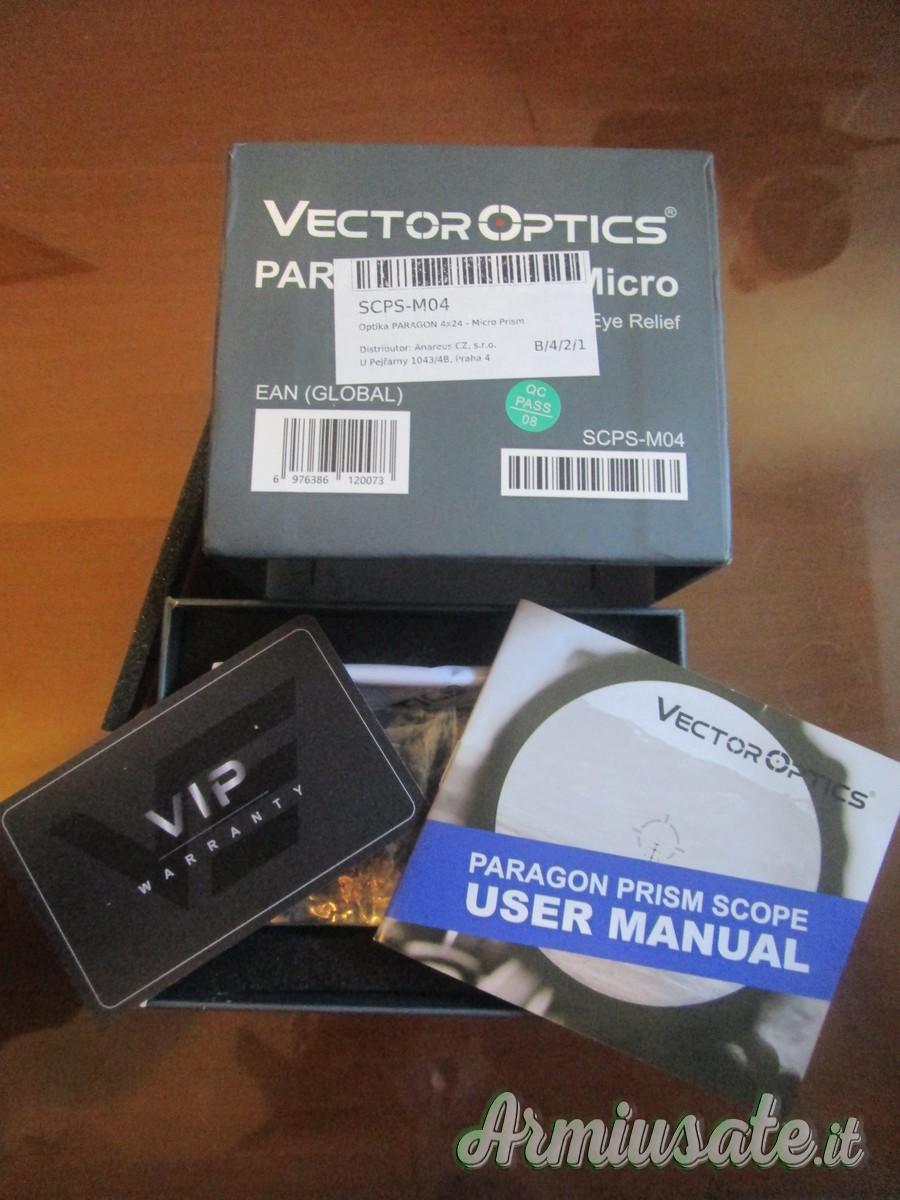 VECTOR OPTICS®
PAR Micro
SCPS-M04
Optika PARAGON 4x24 - Micro Prism
Eye Relief
Distributor: Anareus CZ, s.r.o.
B/4/2/1
U Pejřárny 1043/4B, Praha 4
EAN (GLOBAL)
QC
PASS
08
SCPS-M04
6 976386 120073
VIP
WARRANTY
VECTOR OPTICS®
PARAGON PRISM SCOPE
USER MANUAL
Armiusate.it